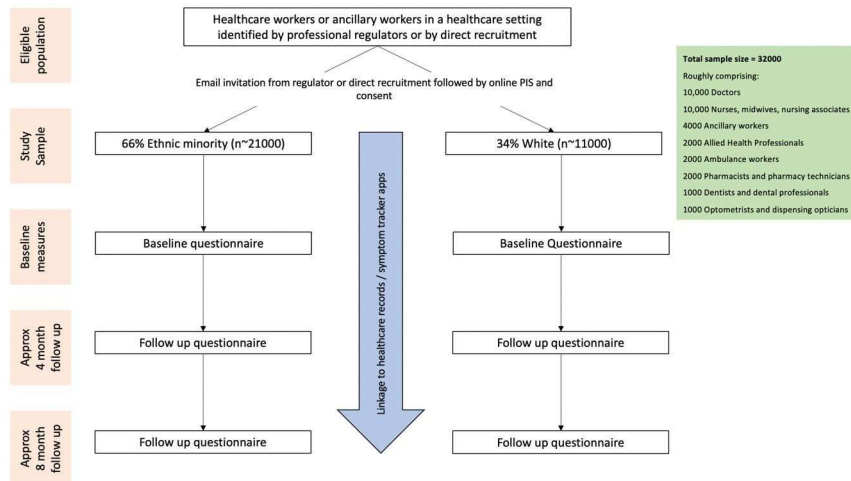 Eligible
population
Healthcare workers or ancillary workers in a healthcare setting
identified by professional regulators or by direct recruitment
Email invitation from regulator or direct recruitment followed by online PIS and
consent
Total sample size = 32000
Roughly comprising:
10,000 Doctors
10,000 Nurses, midwives, nursing associates
4000 Ancillary workers
2000 Allied Health Professionals
2000 Ambulance workers
2000 Pharmacists and pharmacy technicians
1000 Dentists and dental professionals
1000 Optometrists and dispensing opticians
Study
Sample
66% Ethnic minority (n~21000)
34% White (n~11000)
Linkage to healthcare records / symptom tracker apps
Baseline
measures
Baseline questionnaire
Baseline Questionnaire
Approx
4 month
follow up
Follow up questionnaire
Follow up questionnaire
Approx
8 month
follow up
Follow up questionnaire
Follow up questionnaire